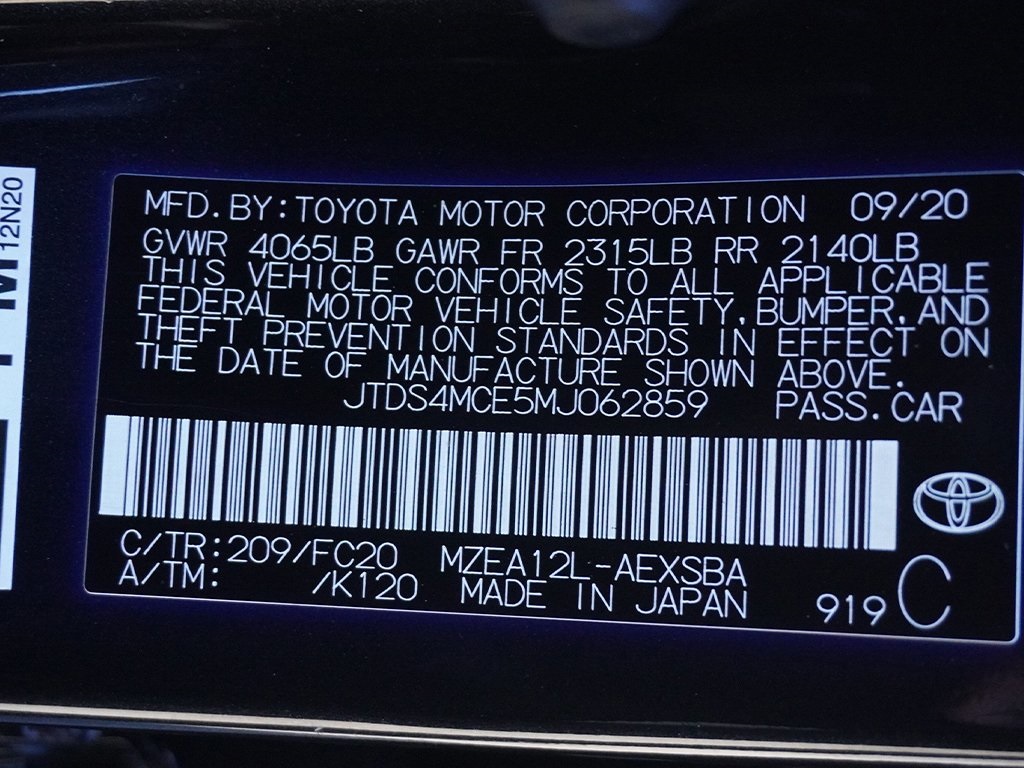 MFD.BY:TOYOTA MOTOR CORPORATION 09/20
GVWR 4065LB GAWR FR 2315LB RR 2140LB
THIS VEHICLE CONFORMS TO ALL APPLICABLE
FEDERAL MOTOR VEHICLE SAFETY,BUMPER,AND
THEFT PREVENTION STANDARDS IN EFFECT ON
THE DATE OF MANUFACTURE SHOWN ABOVE.
JTDS4MCE5MJ062859 PASS.CAR
C/TR:209/FC20 MZEA12L-AEXSBA
A/TM: /K120 MADE IN JAPAN
919 C
12N20